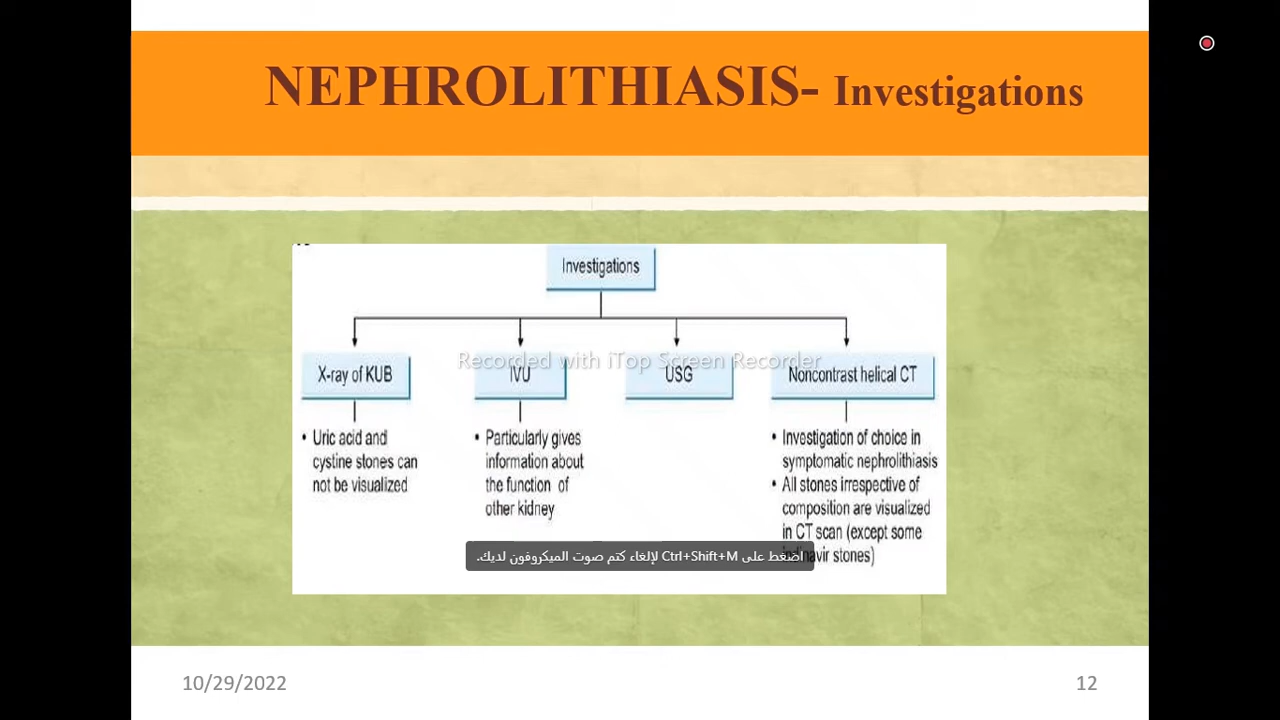 NEPHROLITHIASIS- Investigations
Investigations
Recorded with iTop Screen Recorder
X-ray of KUB
IVU
USG
Noncontrast helical CT
• Uric acid and
cystine stones can
not be visualized
• Particularly gives
information about
the function of
other kidney
• Investigation of choice in
symptomatic nephrolithiasis
• All stones irrespective of
composition are visualized
in CT scan (except some
indinavir stones)
اضغط على Ctrl+Shift+M لإلغاء كتم صوت الميكروفون لديك.
10/29/2022
12